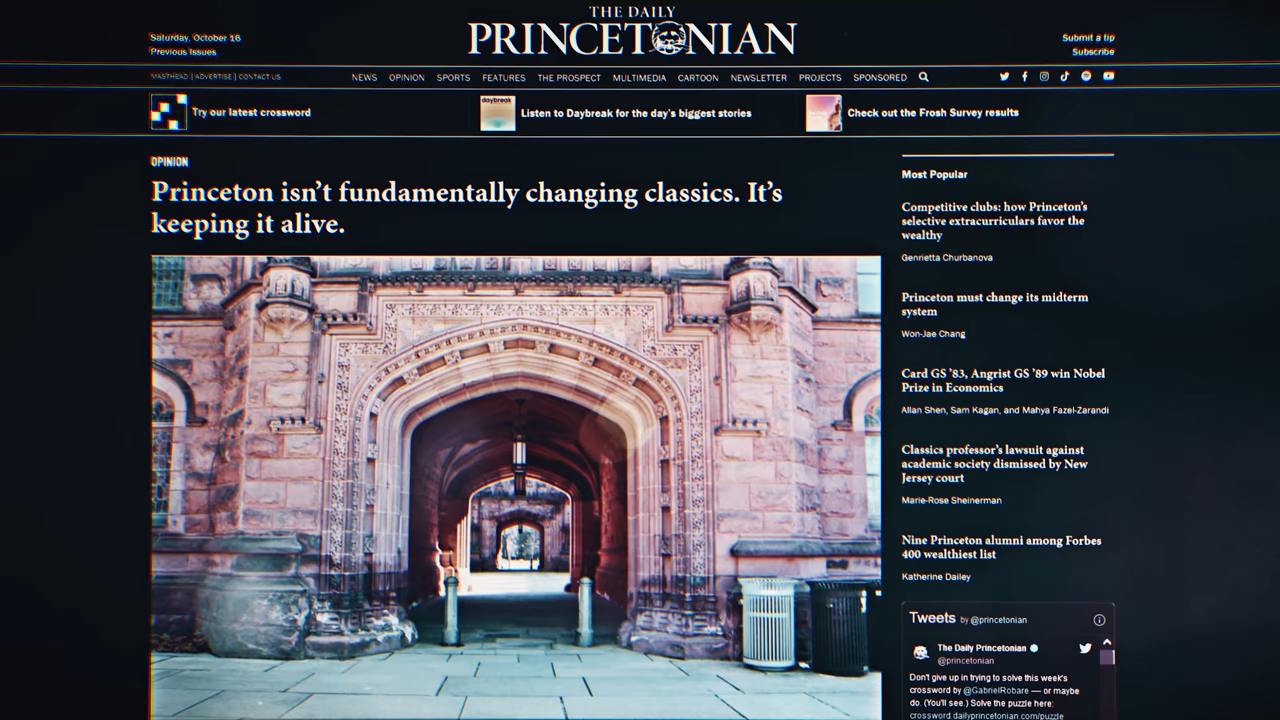 THE DAILY
PRINCETONIAN
Saturday, October 16
Previous Issues
Submit a tip
Subscribe
MASTHEAD | ADVERTISE | CONTACT US
NEWS OPINION SPORTS FEATURES THE PROSPECT MULTIMEDIA CARTOON NEWSLETTER PROJECTS SPONSORED
Try our latest crossword
daybreak
Listen to Daybreak for the day's biggest stories
Check out the Frosh Survey results
OPINION
Princeton isn't fundamentally changing classics. It's
keeping it alive.
Most Popular
Competitive clubs: how Princeton's
selective extracurriculars favor the
wealthy
Genrietta Churbanova
Princeton must change its midterm
system
Won-Jae Chang
Card GS '83, Angrist GS '89 win Nobel
Prize in Economics
Allan Shen, Sam Kagan, and Mahya Fazel-Zarandi
Classics professor's lawsuit against
academic society dismissed by New
Jersey court
Marie-Rose Sheinerman
Nine Princeton alumni among Forbes
400 wealthiest list
Katherine Dailey
Tweets by @princetonian
The Daily Princetonian
@princetonian
Don't give up in trying to solve this week's
crossword by @GabrielRobare — or maybe
do. (You'll see.) Solve the puzzle here:
crossword.dailyprincetonian.com/puzzle